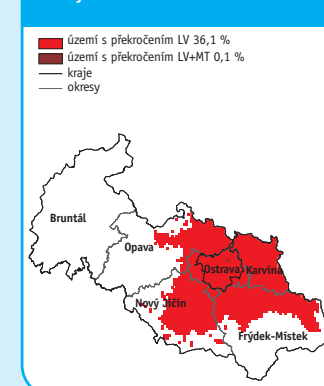 území s překročením LV 36,1 %
území s překročením LV+MT 0,1 %
kraje
okresy
Bruntál
Opava
Ostrava
Karviná
Nový Jičín
Frýdek-Místek